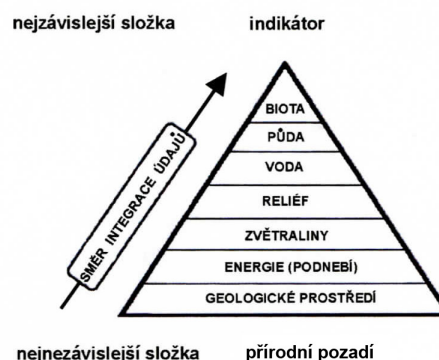 nejzávislejší složka
indikátor
BIOTA
PŮDA
VODA
RELIÉF
ZVĚTRALINY
ENERGIE (PODNEBÍ)
GEOLOGICKÉ PROSTŘEDÍ
SMĚR INTEGRACE ÚDAJŮ
nejnezávislejší složka
přírodní pozadí